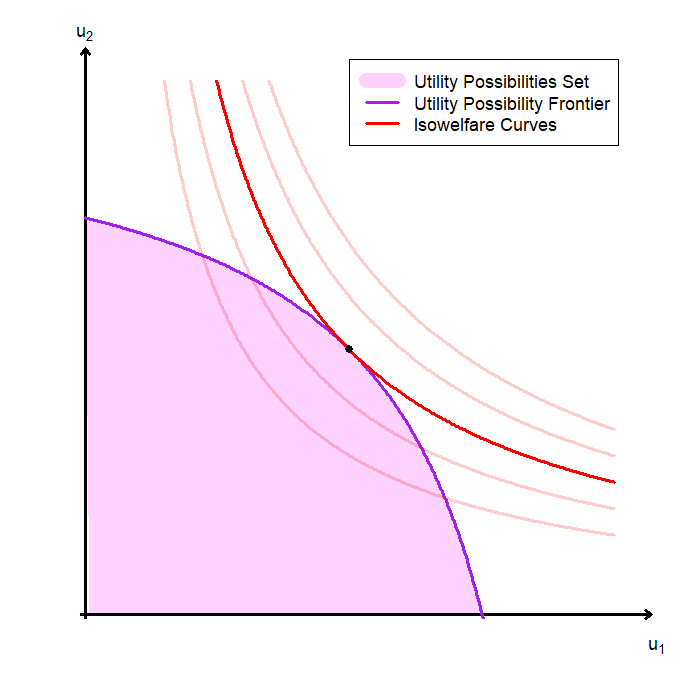 u₂
Utility Possibilities Set
Utility Possibility Frontier
Isowelfare Curves
u₁